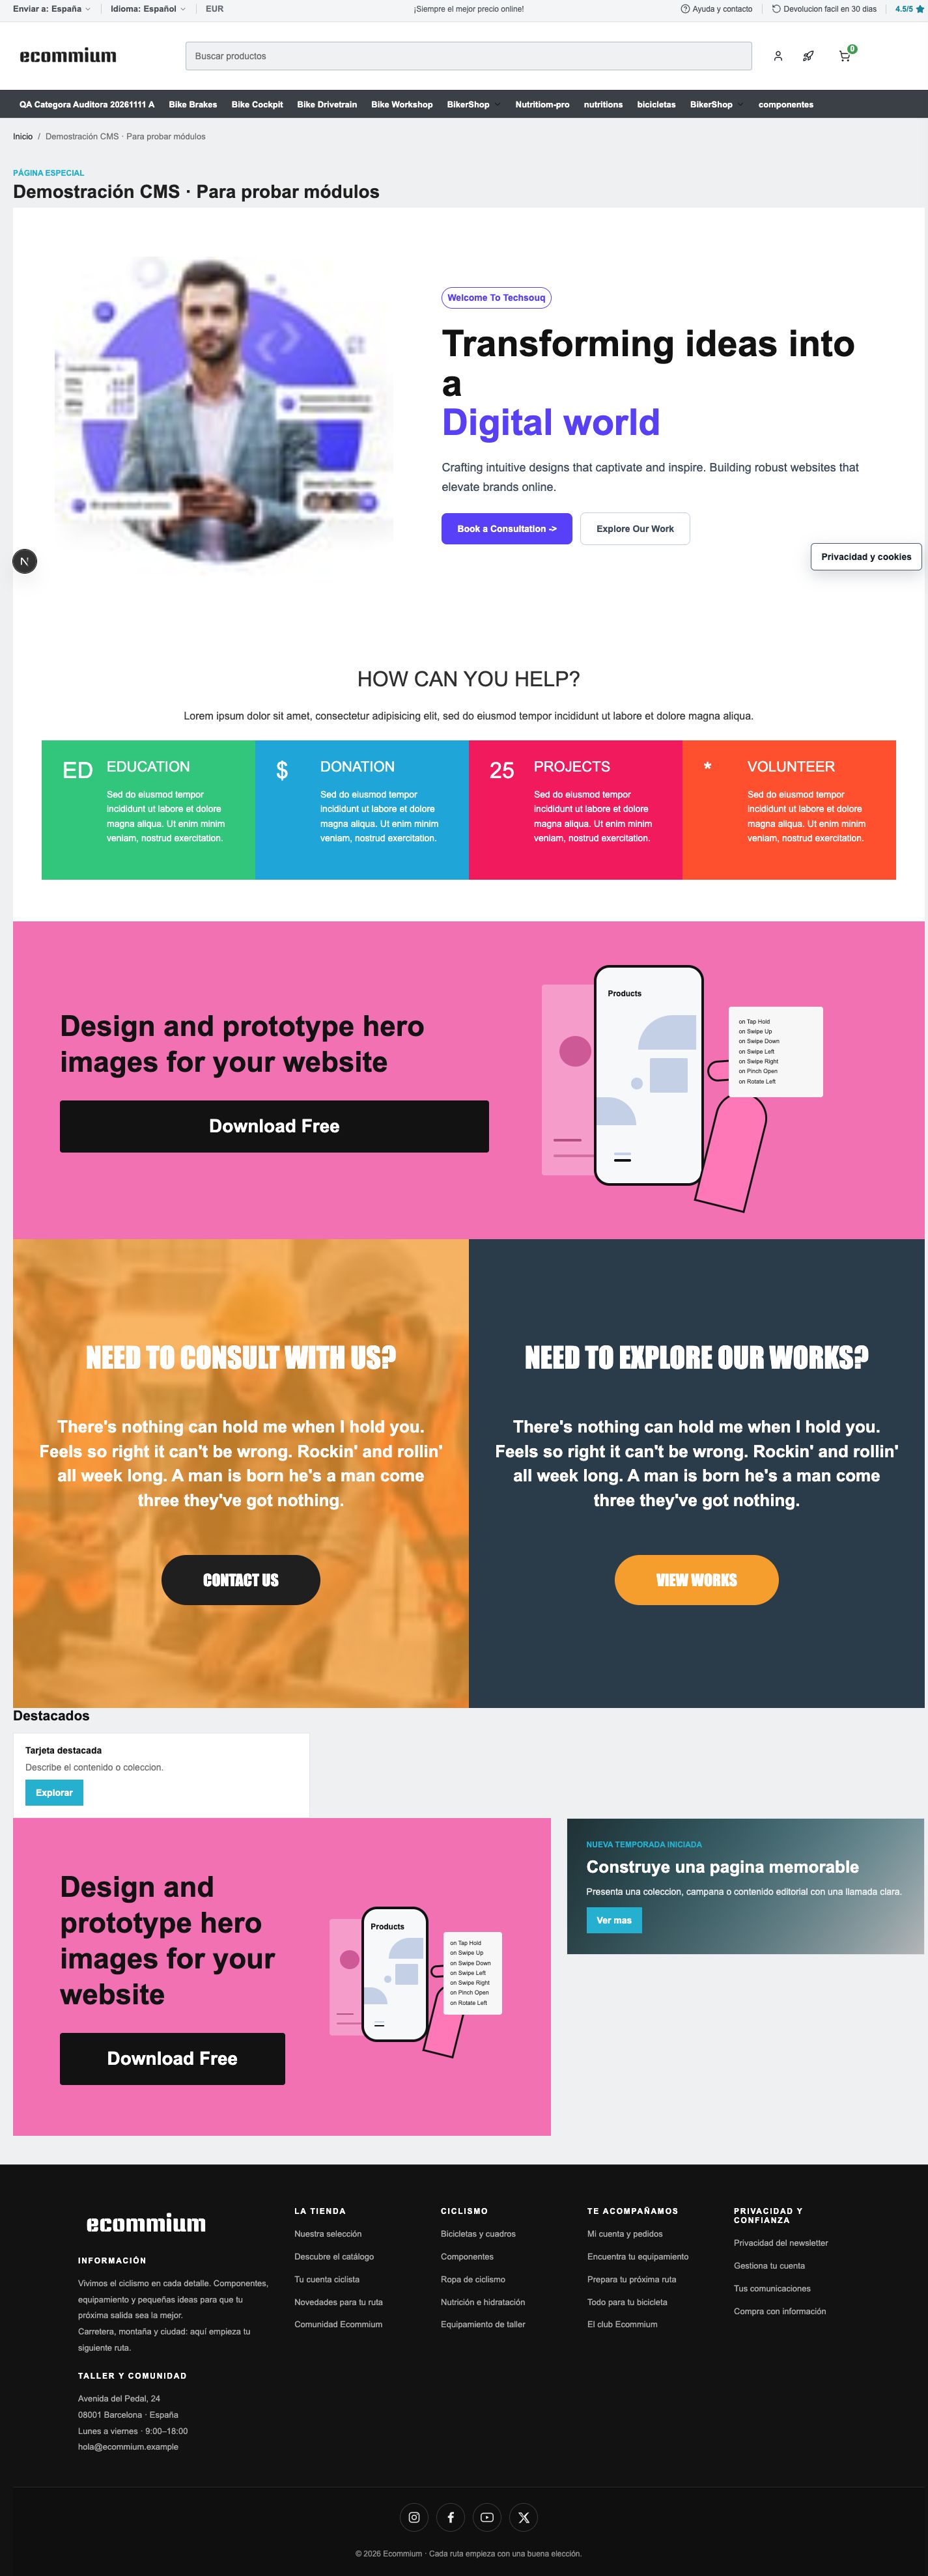 Enviar a: España
Idioma: Español
EUR
¡Siempre el mejor precio online!
Ayuda y contacto
Devolucion facil en 30 dias
4.5/5
ecommium
Buscar productos
0
QA Categora Auditora 20261111 A
Bike Brakes
Bike Cockpit
Bike Drivetrain
Bike Workshop
BikerShop
Nutritiom-pro
nutritions
bicicletas
BikerShop
componentes
Inicio / Demostración CMS · Para probar módulos
PÁGINA ESPECIAL
Demostración CMS · Para probar módulos
Welcome To Techsouq
Transforming ideas into
a
Digital world
Crafting intuitive designs that captivate and inspire. Building robust websites that
elevate brands online.
Book a Consultation ->
Explore Our Work
N
Privacidad y cookies
HOW CAN YOU HELP?
Lorem ipsum dolor sit amet, consectetur adipisicing elit, sed do eiusmod tempor incididunt ut labore et dolore magna aliqua.
ED EDUCATION
Sed do eiusmod tempor
incididunt ut labore et dolore
magna aliqua. Ut enim minim
veniam, nostrud exercitation.
$ DONATION
Sed do eiusmod tempor
incididunt ut labore et dolore
magna aliqua. Ut enim minim
veniam, nostrud exercitation.
25 PROJECTS
Sed do eiusmod tempor
incididunt ut labore et dolore
magna aliqua. Ut enim minim
veniam, nostrud exercitation.
* VOLUNTEER
Sed do eiusmod tempor
incididunt ut labore et dolore
magna aliqua. Ut enim minim
veniam, nostrud exercitation.
Design and prototype hero
images for your website
Download Free
Products
on Tap Hold
on Swipe Up
on Swipe Down
on Swipe Left
on Swipe Right
on Pinch Open
on Rotate Left
NEED TO CONSULT WITH US?
There's nothing can hold me when I hold you.
Feels so right it can't be wrong. Rockin' and rollin'
all week long. A man is born he's a man come
three they've got nothing.
CONTACT US
NEED TO EXPLORE OUR WORKS?
There's nothing can hold me when I hold you.
Feels so right it can't be wrong. Rockin' and rollin'
all week long. A man is born he's a man come
three they've got nothing.
VIEW WORKS
Destacados
Tarjeta destacada
Describe el contenido o coleccion.
Explorar
Design and
prototype hero
images for your
website
Download Free
Products
on Tap Hold
on Swipe Up
on Swipe Down
on Swipe Left
on Swipe Right
on Pinch Open
on Rotate Left
NUEVA TEMPORADA INICIADA
Construye una pagina memorable
Presenta una coleccion, campana o contenido editorial con una llamada clara.
Ver mas
ecommium
INFORMACIÓN
Vivimos el ciclismo en cada detalle. Componentes,
equipamiento y pequeñas ideas para que tu
próxima salida sea la mejor.
Carretera, montaña y ciudad: aquí empieza tu
siguiente ruta.
TALLER Y COMUNIDAD
Avenida del Pedal, 24
08001 Barcelona · España
Lunes a viernes · 9:00–18:00
hola@ecommium.example
LA TIENDA
Nuestra selección
Descubre el catálogo
Tu cuenta ciclista
Novedades para tu ruta
Comunidad Ecommium
CICLISMO
Bicicletas y cuadros
Componentes
Ropa de ciclismo
Nutrición e hidratación
Equipamiento de taller
TE ACOMPAÑAMOS
Mi cuenta y pedidos
Encuentra tu equipamiento
Prepara tu próxima ruta
Todo para tu bicicleta
El club Ecommium
PRIVACIDAD Y
CONFIANZA
Privacidad del newsletter
Gestiona tu cuenta
Tus comunicaciones
Compra con información
© 2026 Ecommium · Cada ruta empieza con una buena elección.